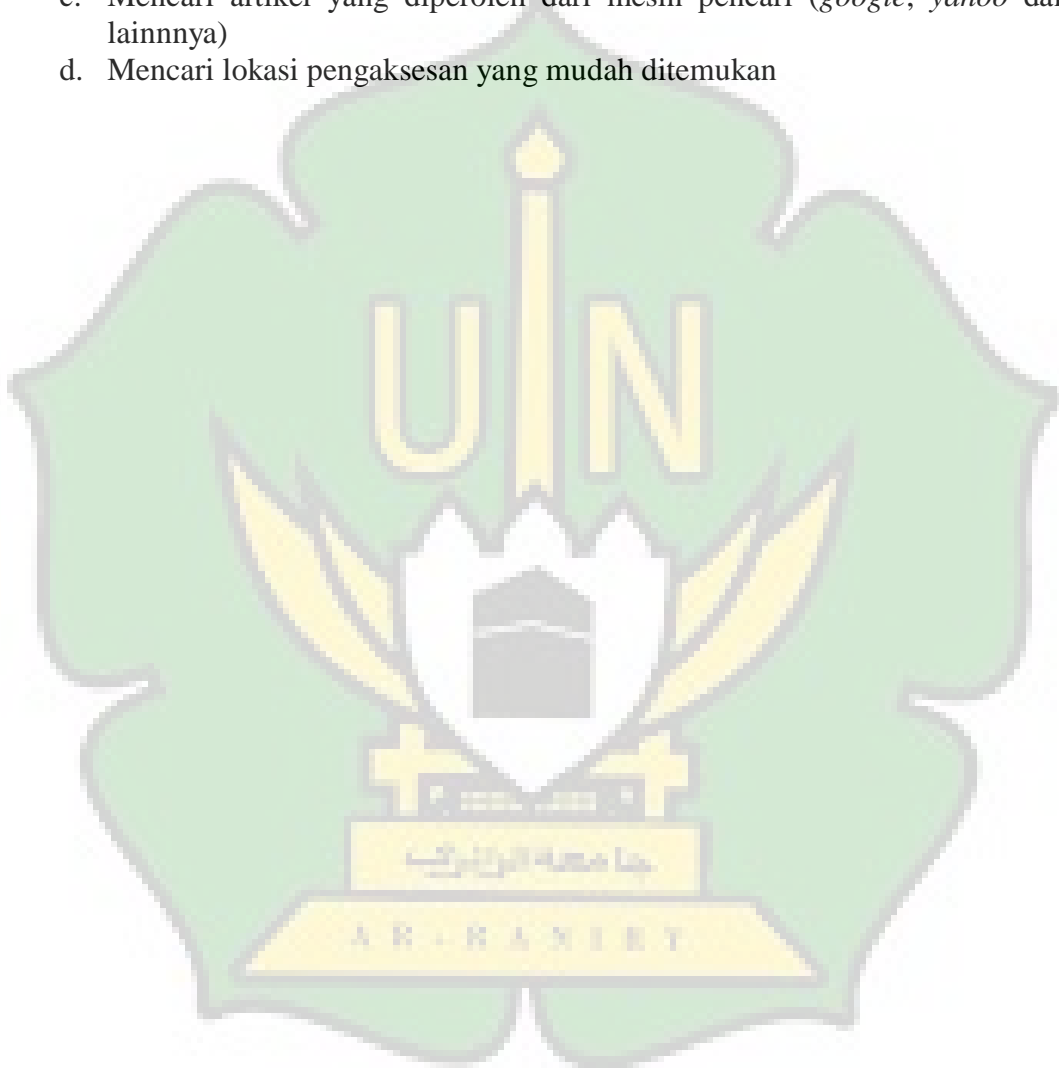 Mencari artikel yang diperoleh dari mesin pencari (google, yahoo dan
lainnnya)
d. Mencari lokasi pengaksesan yang mudah ditemukan
UIN
AR-RANIRY